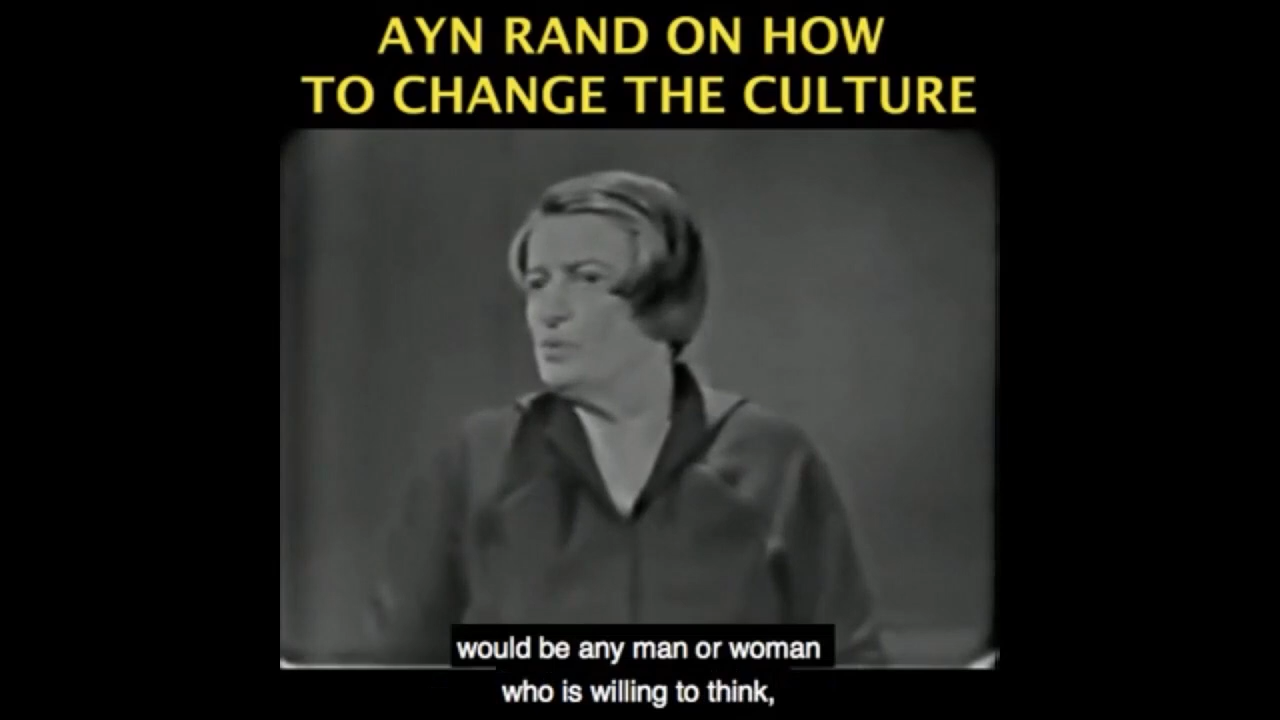 AYN RAND ON HOW
TO CHANGE THE CULTURE
would be any man or woman
who is willing to think,